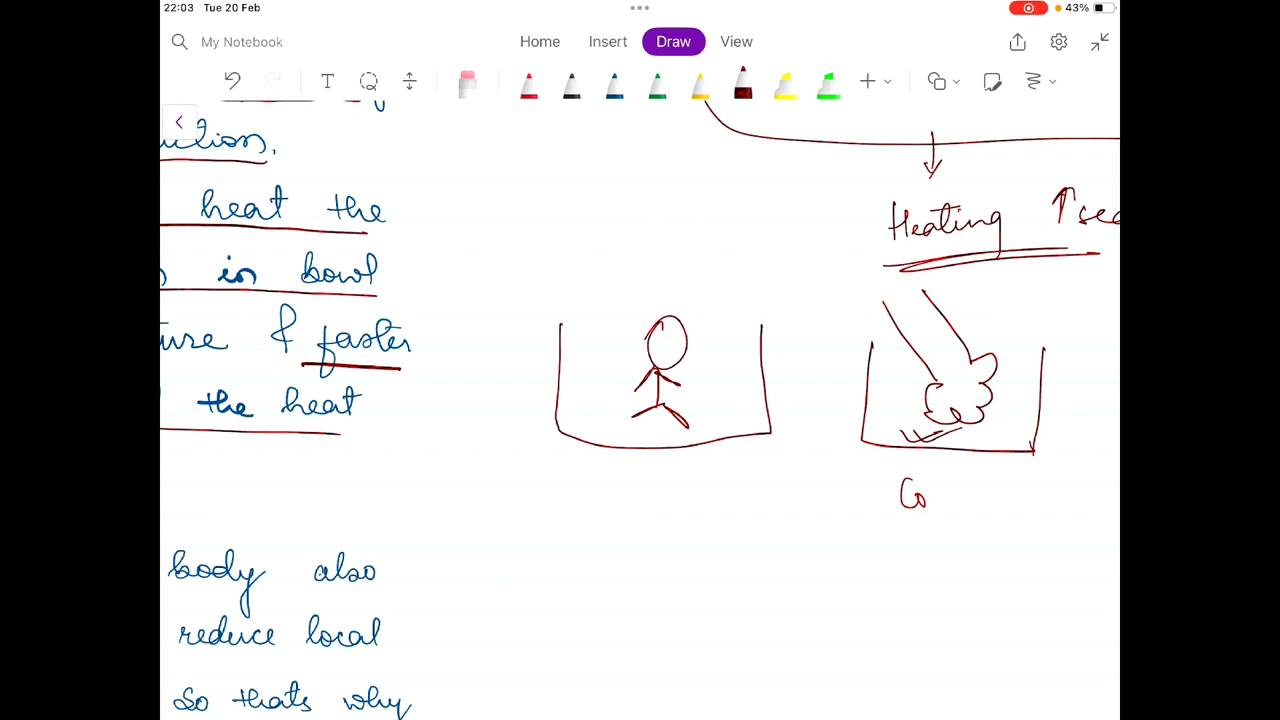 22:03 Tue 20 Feb
43%
My Notebook
Home Insert Draw View
heat the
in bowl
& faster
the heat
body also
reduce local
So thats why
Heating ↑
Co